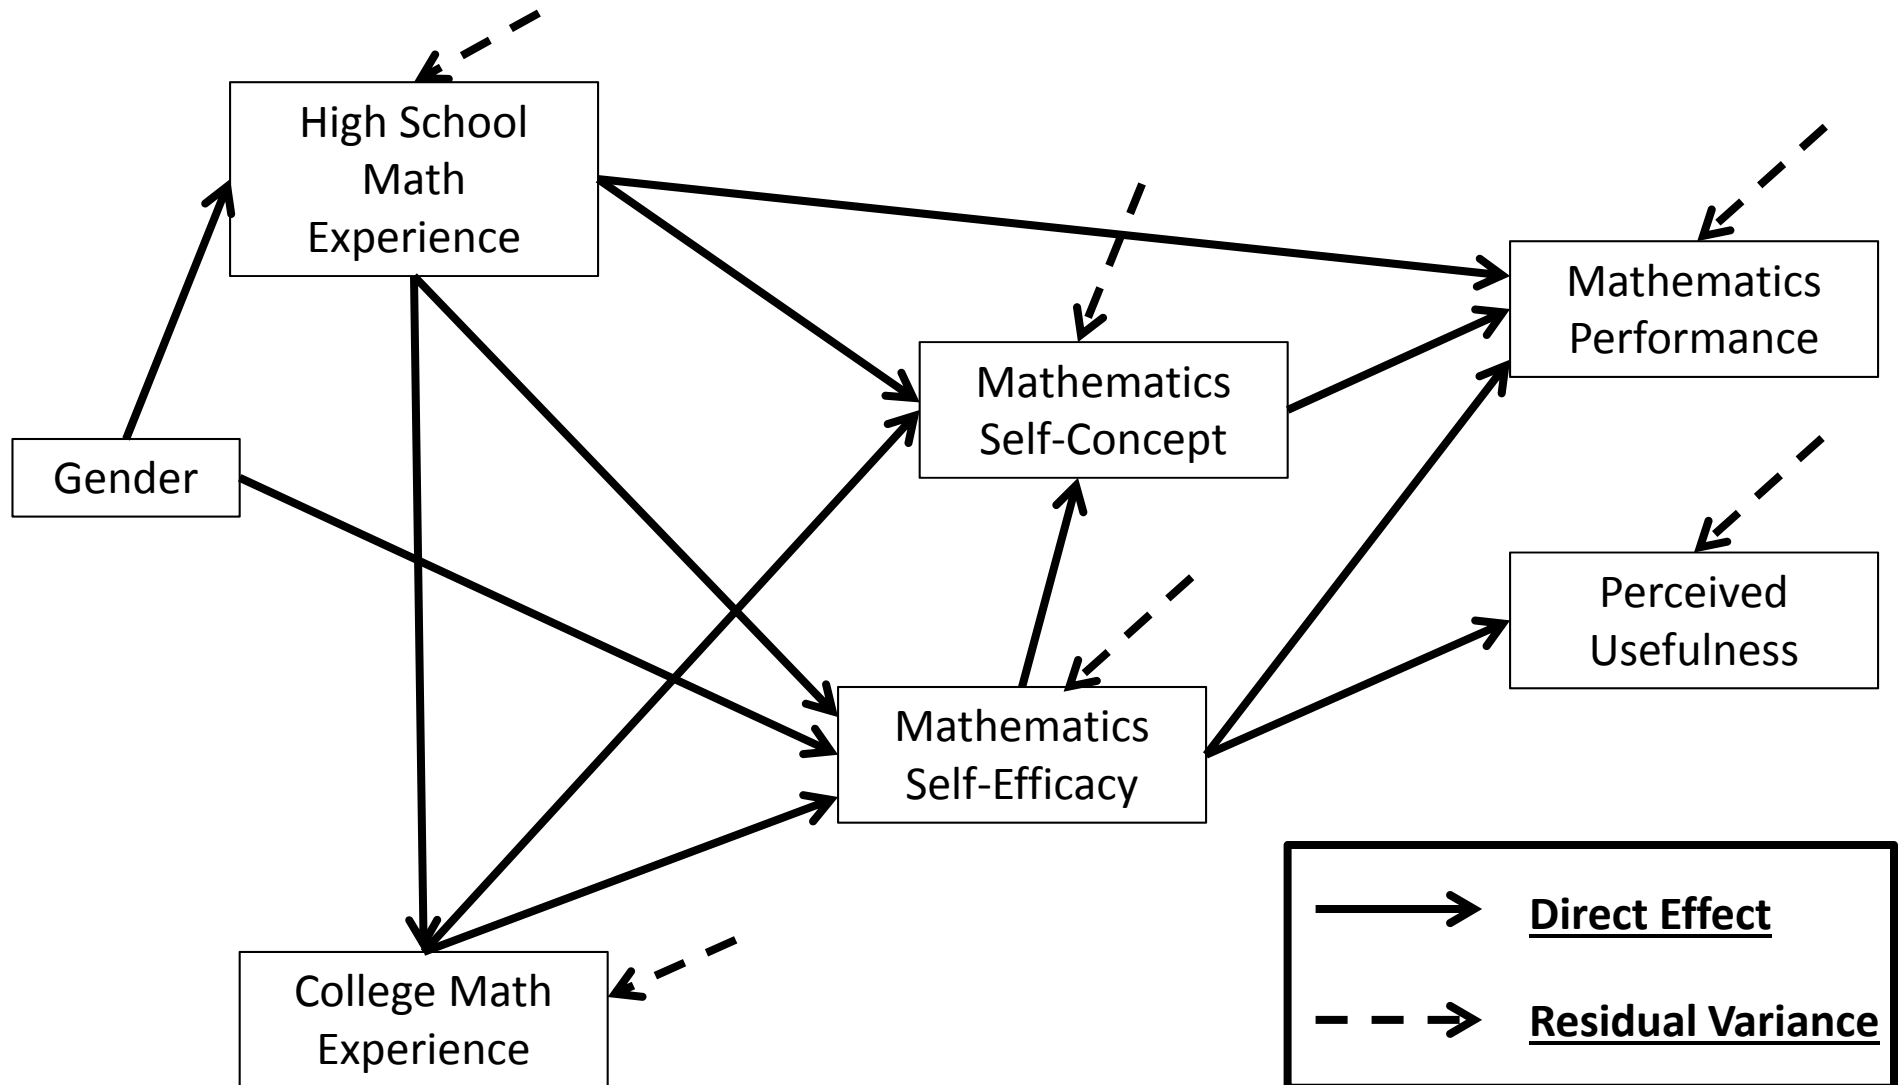 High School
Math
Experience
Gender
Mathematics
Self-Concept
Mathematics
Performance
Perceived
Usefulness
Mathematics
Self-Efficacy
College Math
Experience
Direct Effect
Residual Variance